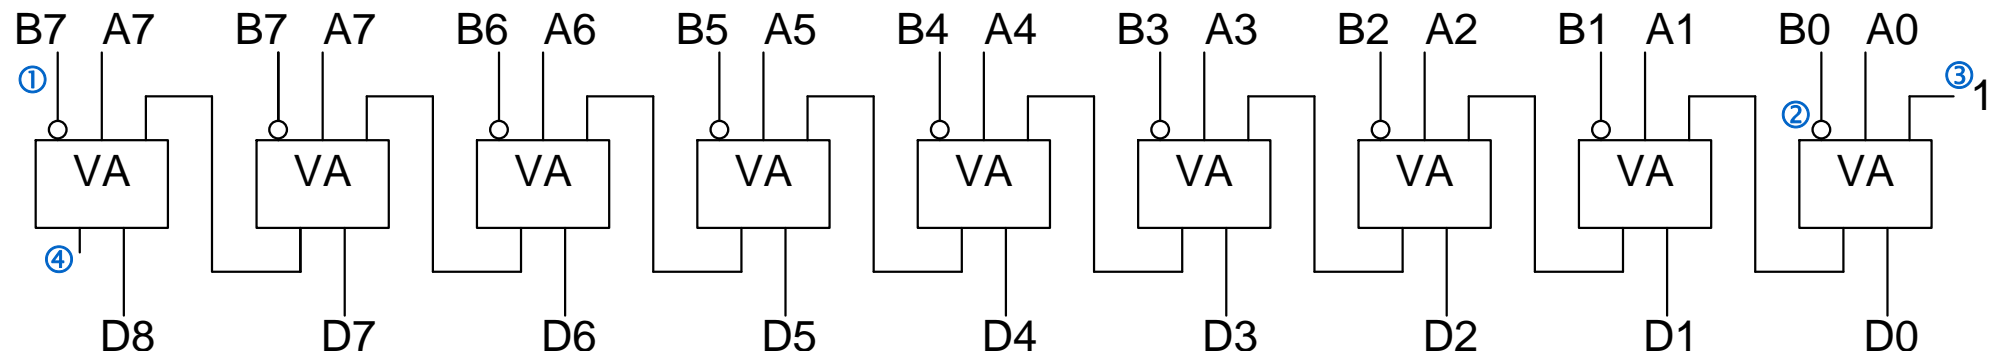 B7 A7 B7 A7 B6 A6 B5 A5 B4 A4 B3 A3 B2 A2 B1 A1 B0 A0
① ③ 1
②
VA VA VA VA VA VA VA VA VA
④
D8 D7 D6 D5 D4 D3 D2 D1 D0